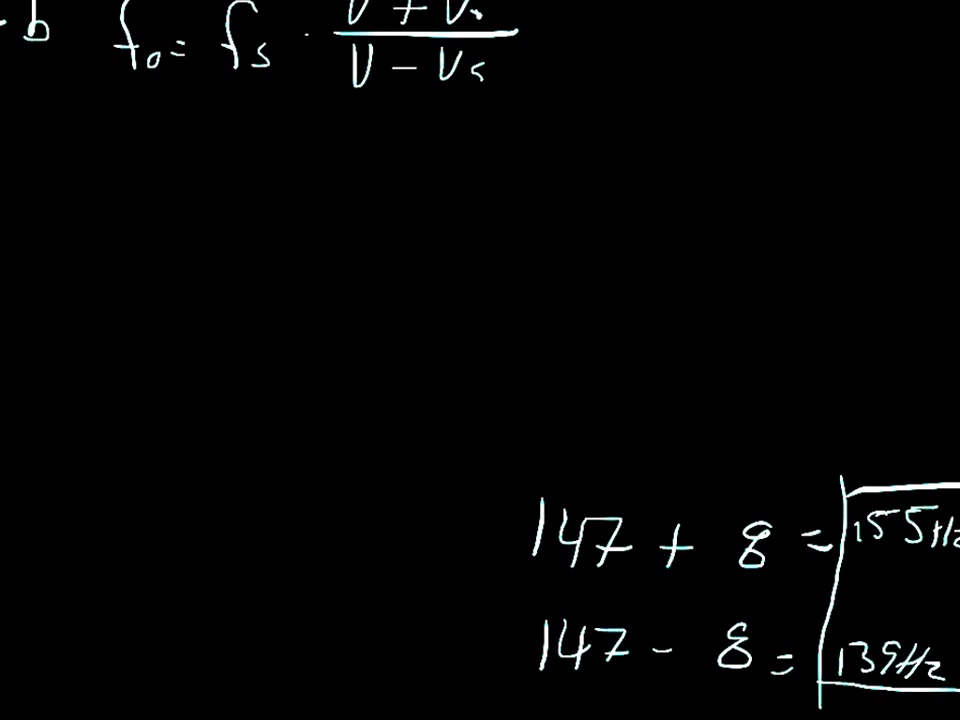 b f₀ = fₛ · (V + V₀) / (V − Vₛ)
147 + 8 = 155Hz
147 - 8 = 139Hz